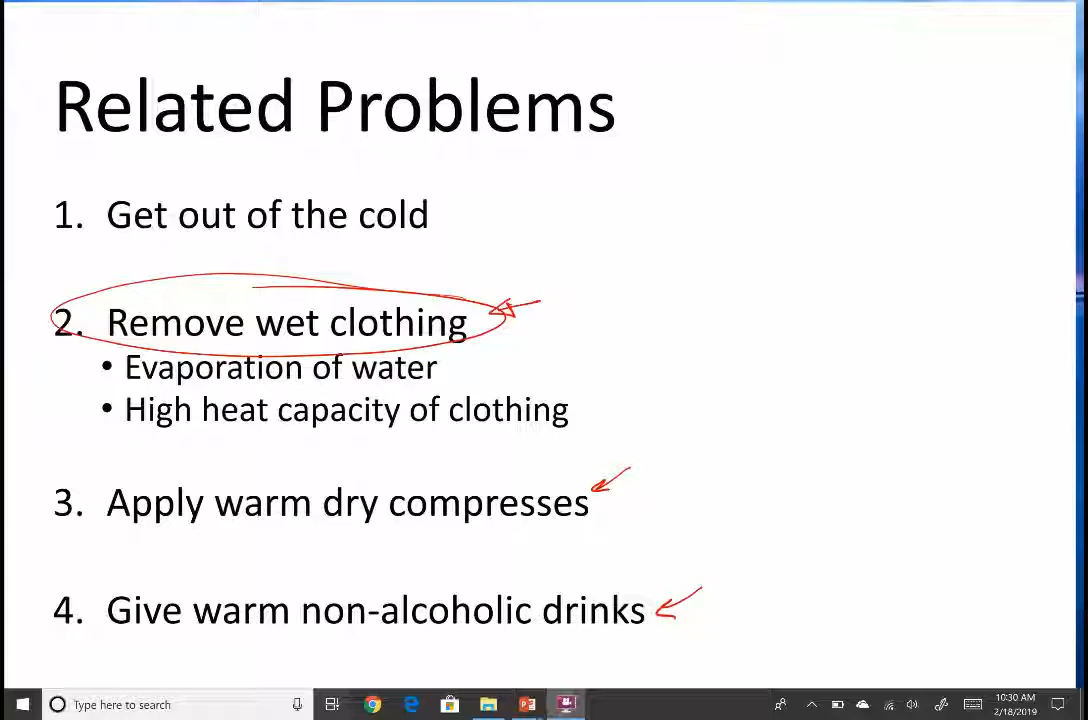 Related Problems
1. Get out of the cold
2. Remove wet clothing
• Evaporation of water
• High heat capacity of clothing
3. Apply warm dry compresses
4. Give warm non-alcoholic drinks
Type here to search
10:30 AM
2/18/2019